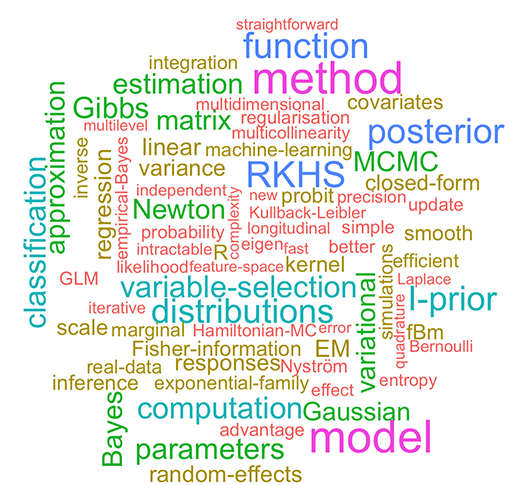 straightforward
function
integration
method
estimation
multidimensional
covariates
Gibbs
matrix
regularisation
approximation
multilevel
multicollinearity
posterior
inverse
linear
machine-learning
MCMC
classification
regression
empirical-Bayes
variance
RKHS
closed-form
independent
complexity
new
probit
precision
update
Newton
Kullback-Leibler
probability
longitudinal
simple
smooth
intractable
R
eigen
fast
better
efficient
GLM
likelihood
feature-space
kernel
simulations
Laplace
variable-selection
variational
quadrature
I-prior
iterative
distributions
scale
marginal
Hamiltonian-MC
error
fBm
Fisher-information
EM
Bernoulli
real-data
responses
Nyström
inference
exponential-family
effect
entropy
Bayes
computation
Gaussian
advantage
model
parameters
random-effects